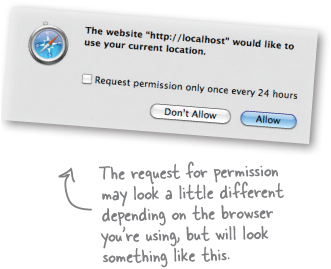 The website “http://localhost” would like to
use your current location.
Request permission only once every 24 hours
Don't Allow
Allow
The request for permission
may look a little different
depending on the browser
you're using, but will look
something like this.